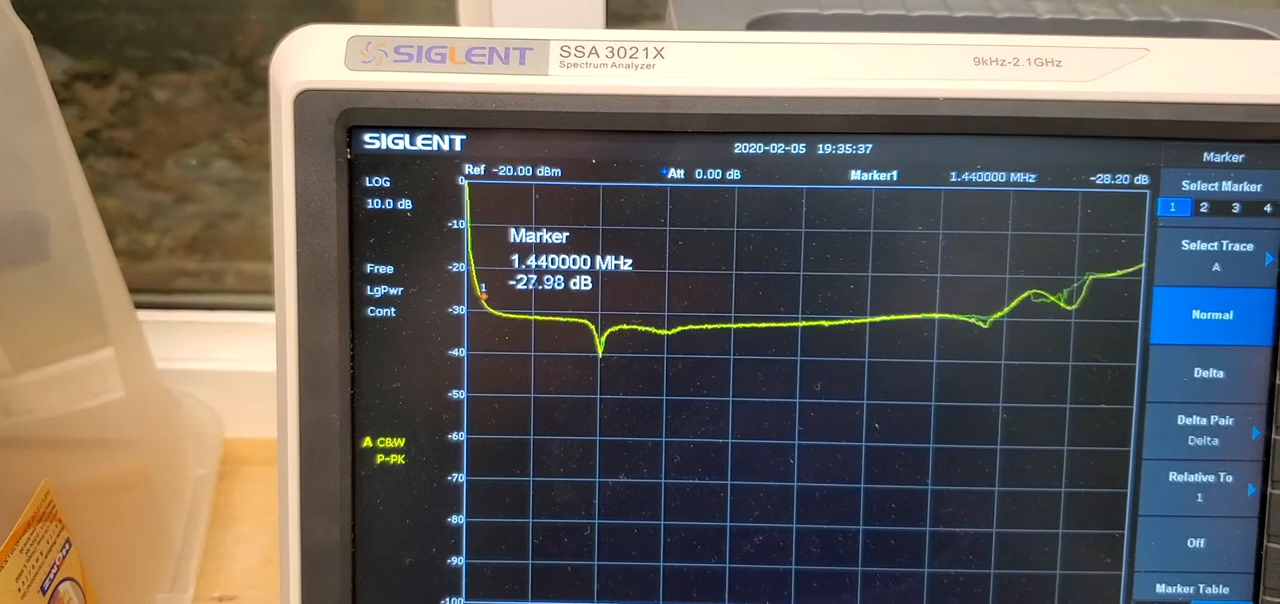 SIGLENT SSA 3021X
Spectrum Analyzer
9kHz-2.1GHz
SIGLENT
2020-02-05 19:35:37
Marker
Ref -20.00 dBm
Att 0.00 dB
Marker1
1.440000 MHz
-28.20 dB
LOG
10.0 dB
Free
LgPwr
Cont
A C&W
P-PK
0
-10
-20
-30
-40
-50
-60
-70
-80
-90
-100
Marker
1.440000 MHz
-27.98 dB
1
Select Marker
1 2 3 4
Select Trace
A
Normal
Delta
Delta Pair
Delta
Relative To
1
Off
Marker Table